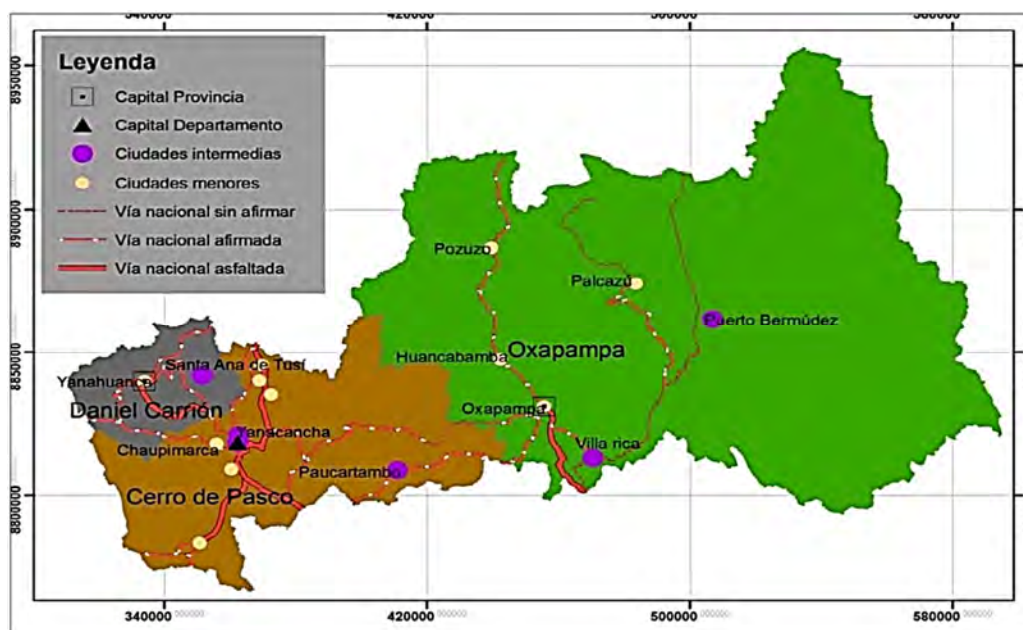 340000
420000
500000
580000
8950000
8900000
8850000
8800000
Leyenda
Capital Provincia
Capital Departamento
Ciudades intermedias
Ciudades menores
Vía nacional sin afirmar
Vía nacional afirmada
Vía nacional asfaltada
Pozuzo
Palcazú
Puerto Bermúdez
Huancabamba
Oxapampa
Santa Ana de Tusí
Yanahuanca
Daniel Carrión
Oxapampa
Yanacancha
Chaupimarca
Villa rica
Paucartambo
Cerro de Pasco
340000
420000
500000
580000